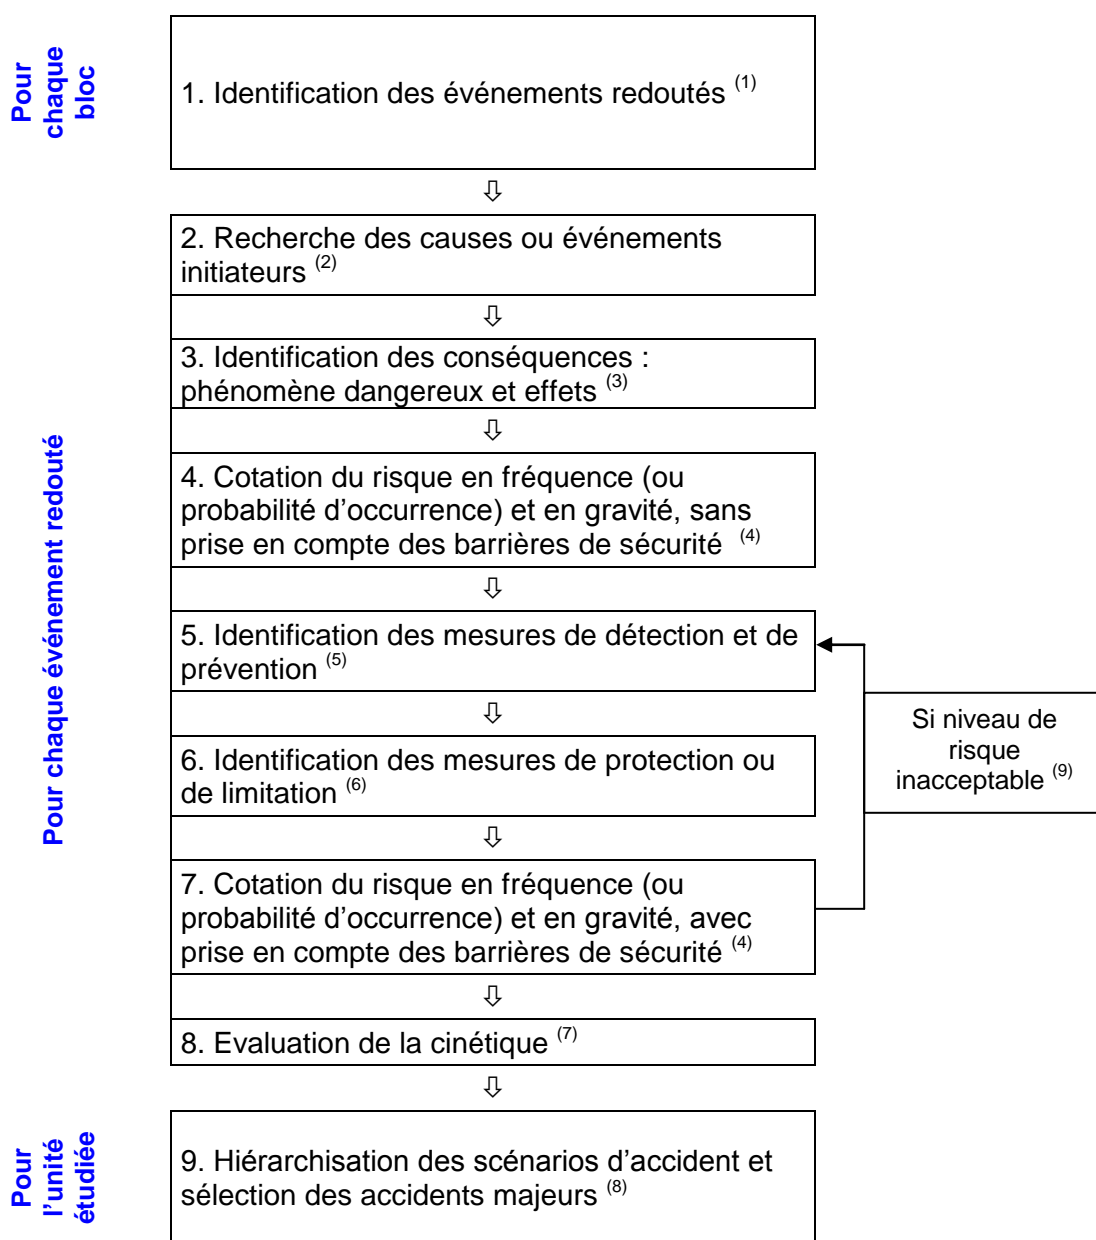 Pour
chaque
bloc
1. Identification des événements redoutés (1)
⇩
Pour chaque événement redouté
2. Recherche des causes ou événements
initiateurs (2)
⇩
3. Identification des conséquences :
phénomène dangereux et effets (3)
⇩
4. Cotation du risque en fréquence (ou
probabilité d’occurrence) et en gravité, sans
prise en compte des barrières de sécurité (4)
⇩
5. Identification des mesures de détection et de
prévention (5)
⇩
6. Identification des mesures de protection ou
de limitation (6)
⇩
7. Cotation du risque en fréquence (ou
probabilité d’occurrence) et en gravité, avec
prise en compte des barrières de sécurité (4)
Si niveau de
risque
inacceptable (9)
⇩
8. Evaluation de la cinétique (7)
⇩
Pour
l’unité
étudiée
9. Hiérarchisation des scénarios d’accident et
sélection des accidents majeurs (8)